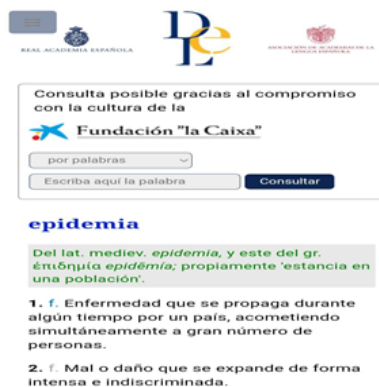 REAL ACADEMIA ESPAÑOLA
DLe
ASOCIACIÓN DE ACADEMIAS DE LA
LENGUA ESPAÑOLA
Consulta posible gracias al compromiso
con la cultura de la
Fundación "la Caixa"
por palabras
Escriba aquí la palabra
Consultar
epidemia
Del lat. mediev. epidemia, y este del gr.
ἐπιδημία epidēmía; propiamente 'estancia en
una población'.
1. f. Enfermedad que se propaga durante
algún tiempo por un país, acometiendo
simultáneamente a gran número de
personas.
2. f. Mal o daño que se expande de forma
intensa e indiscriminada.